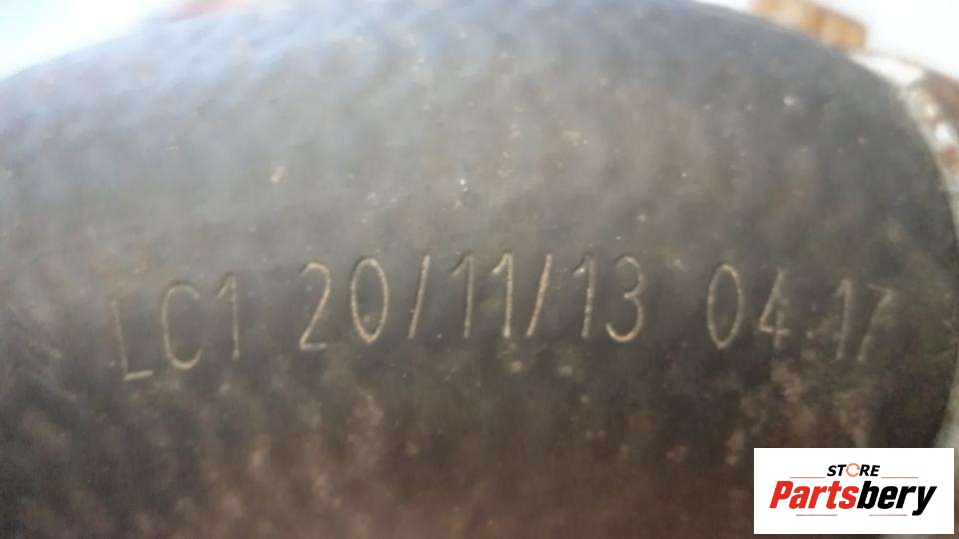 LC1 20/11/13 04 17
STORE
Partsbery